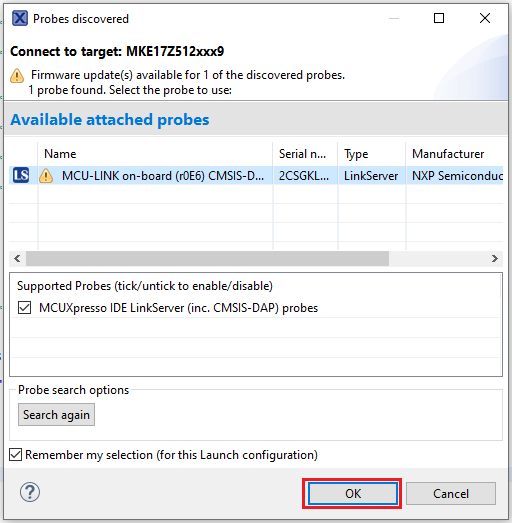 Probes discovered
Connect to target: MKE17Z512xxx9
Firmware update(s) available for 1 of the discovered probes.
1 probe found. Select the probe to use:
Available attached probes
Name Serial n... Type Manufacturer
LS MCU-LINK on-board (r0E6) CMSIS-D... 2CSGKL... LinkServer NXP Semiconduc
Supported Probes (tick/untick to enable/disable)
MCUXpresso IDE LinkServer (inc. CMSIS-DAP) probes
Probe search options
Search again
Remember my selection (for this Launch configuration)
? OK Cancel